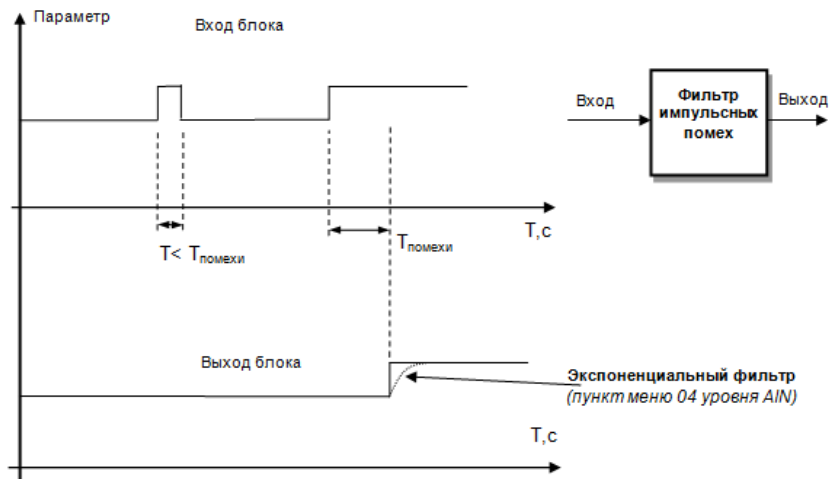 Параметр
Вход блока
Вход
Фильтр
импульсных
помех
Выход
T< Tпомехи
Tпомехи
T,с
Выход блока
Экспоненциальный фильтр
(пункт меню 04 уровня AIN)
T,с